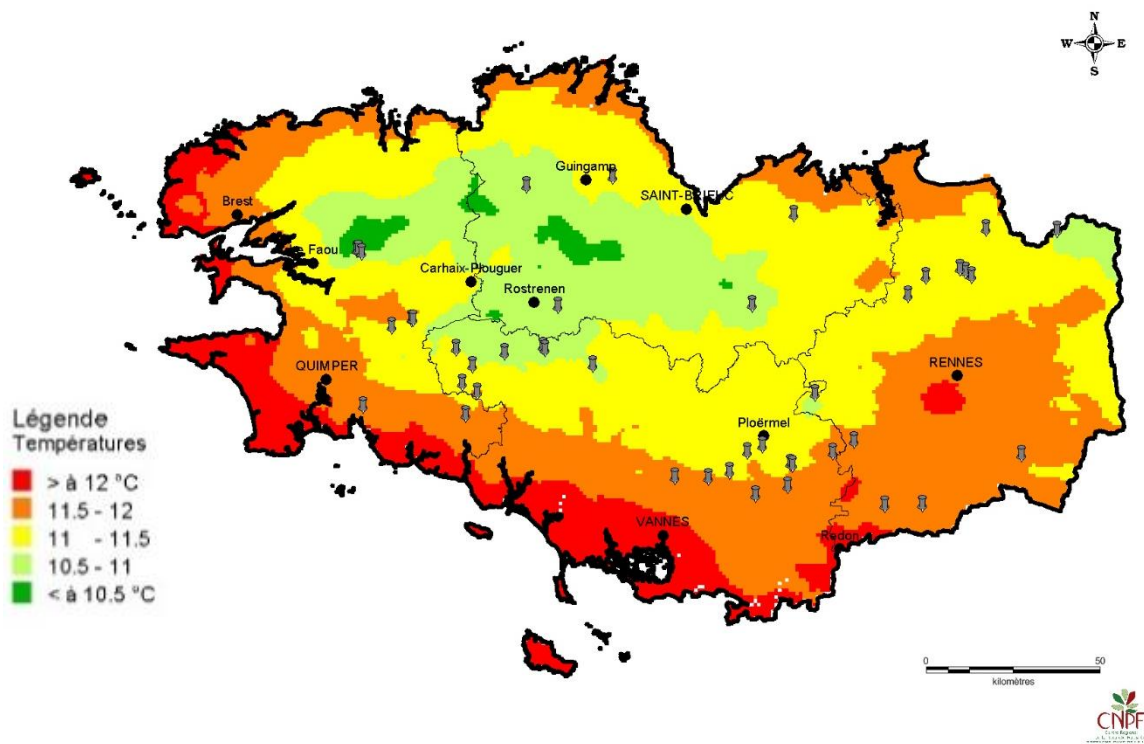 N
W E
S
Guingamp
SAINT-BRIEUC
Brest
Faou
Carhaix-Plouguer
Rostrenen
QUIMPER
RENNES
Ploërmel
VANNES
Redon
Légende
Températures
> à 12 °C
11.5 - 12
11 - 11.5
10.5 - 11
< à 10.5 °C
0 50
kilomètres
CNPF